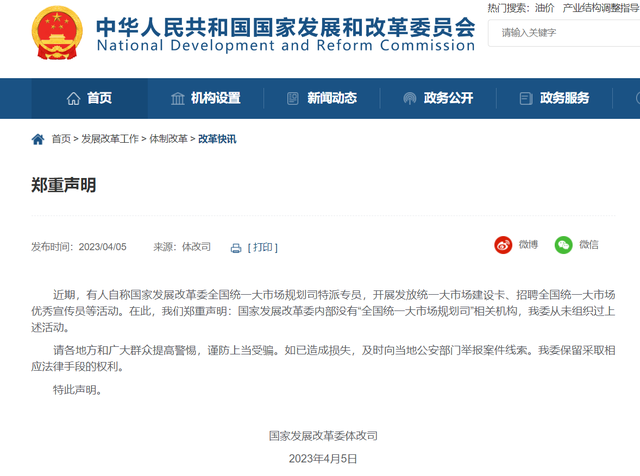 热门搜索：油价 产业结构调整指导
中华人民共和国国家发展和改革委员会
National Development and Reform Commission
请输入关键字
首页 机构设置 新闻动态 政务公开 政务服务
首页 > 发展改革工作 > 体制改革 > 改革快讯
郑重声明
发布时间：2023/04/05 来源：体改司 [ 打印 ] 微博 微信
近期，有人自称国家发展改革委全国统一大市场规划司特派专员，开展发放统一大市场建设卡、招聘全国统一大市场
优秀宣传员等活动。在此，我们郑重声明：国家发展改革委内部没有“全国统一大市场规划司”相关机构，我委从未组织过上
述活动。
请各地方和广大群众提高警惕，谨防上当受骗。如已造成损失，及时向当地公安部门举报案件线索。我委保留采取相
应法律手段的权利。
特此声明。
国家发展改革委体改司
2023年4月5日